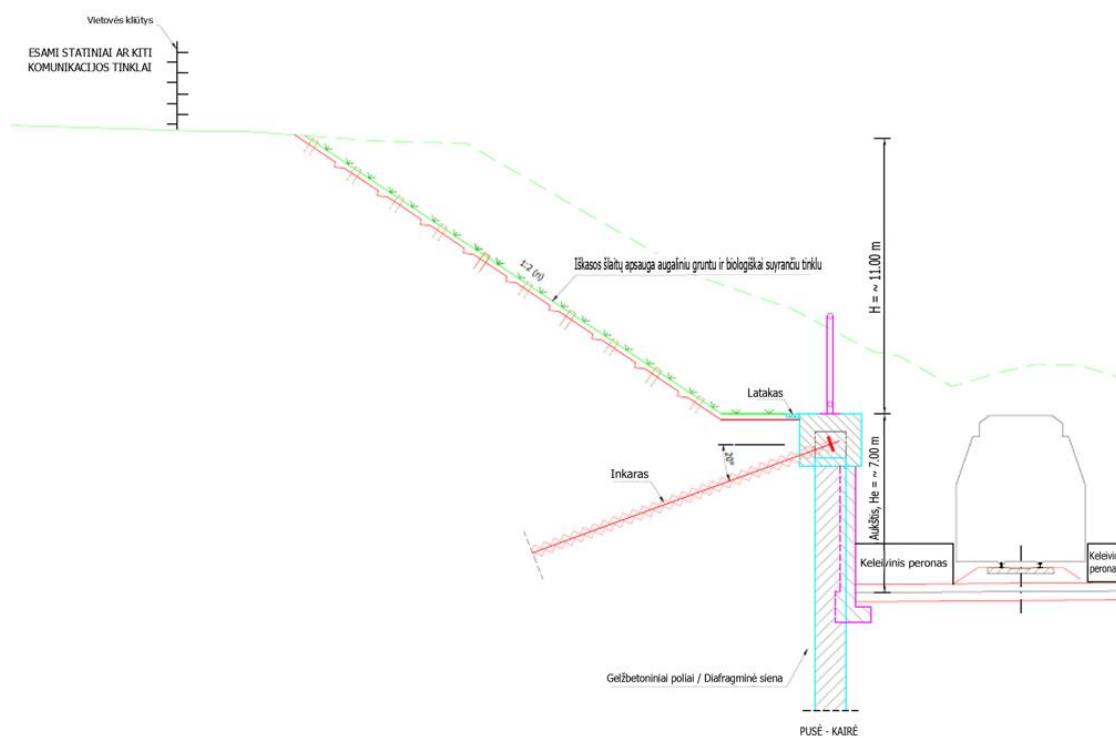 Vietovės kliūtys
ESAMI STATINIAI AR KITI
KOMUNIKACIJOS TINKLAI
1:2 (n)
Iškasos šlaitų apsauga augaliniu gruntu ir biologiškai suyrančiu tinklu
H = ~ 11.00 m
Latakas
20°
Inkaras
Aukštis, He = ~ 7.00 m
Keleivinis peronas
Keleivin
perona
Gelžbetoniniai poliai / Diafragminė siena
PUSĖ - KAIRĖ